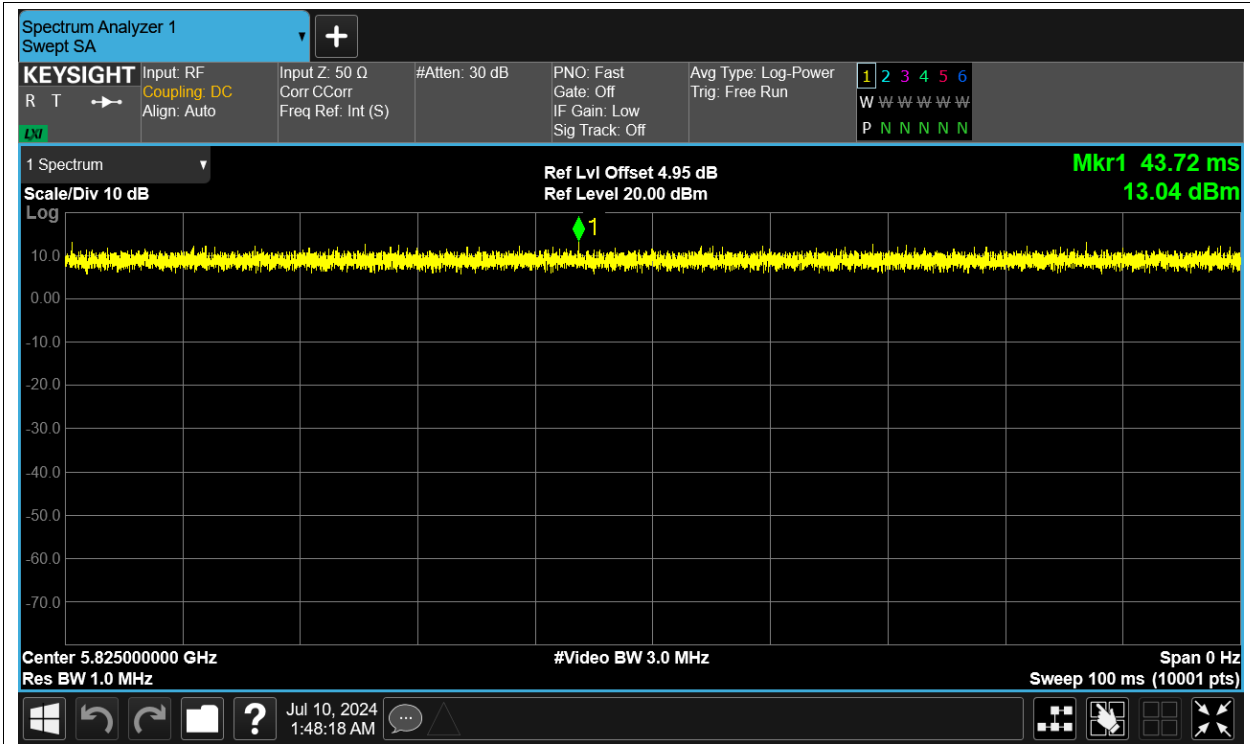 Spectrum Analyzer 1
Swept SA
KEYSIGHT
R T
LXI
Input: RF
Coupling: DC
Align: Auto
Input Z: 50 Ω
Corr CCorr
Freq Ref: Int (S)
#Atten: 30 dB
PNO: Fast
Gate: Off
IF Gain: Low
Sig Track: Off
Avg Type: Log-Power
Trig: Free Run
1 2 3 4 5 6
W W W W W W
P N N N N N
1 Spectrum
Scale/Div 10 dB
Log
Ref Lvl Offset 4.95 dB
Ref Level 20.00 dBm
Mkr1 43.72 ms
13.04 dBm
1
10.0
0.00
-10.0
-20.0
-30.0
-40.0
-50.0
-60.0
-70.0
Center 5.825000000 GHz
Res BW 1.0 MHz
#Video BW 3.0 MHz
Span 0 Hz
Sweep 100 ms (10001 pts)
?
Jul 10, 2024
1:48:18 AM